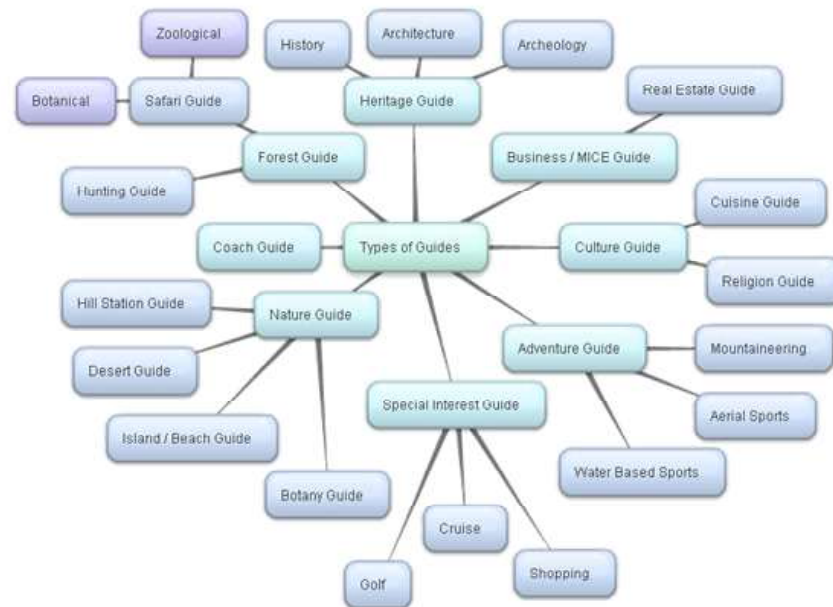 Zoological
History
Architecture
Archeology
Botanical
Safari Guide
Heritage Guide
Real Estate Guide
Forest Guide
Business / MICE Guide
Hunting Guide
Cuisine Guide
Coach Guide
Types of Guides
Culture Guide
Religion Guide
Hill Station Guide
Nature Guide
Adventure Guide
Mountaineering
Desert Guide
Special Interest Guide
Aerial Sports
Island / Beach Guide
Water Based Sports
Botany Guide
Cruise
Golf
Shopping